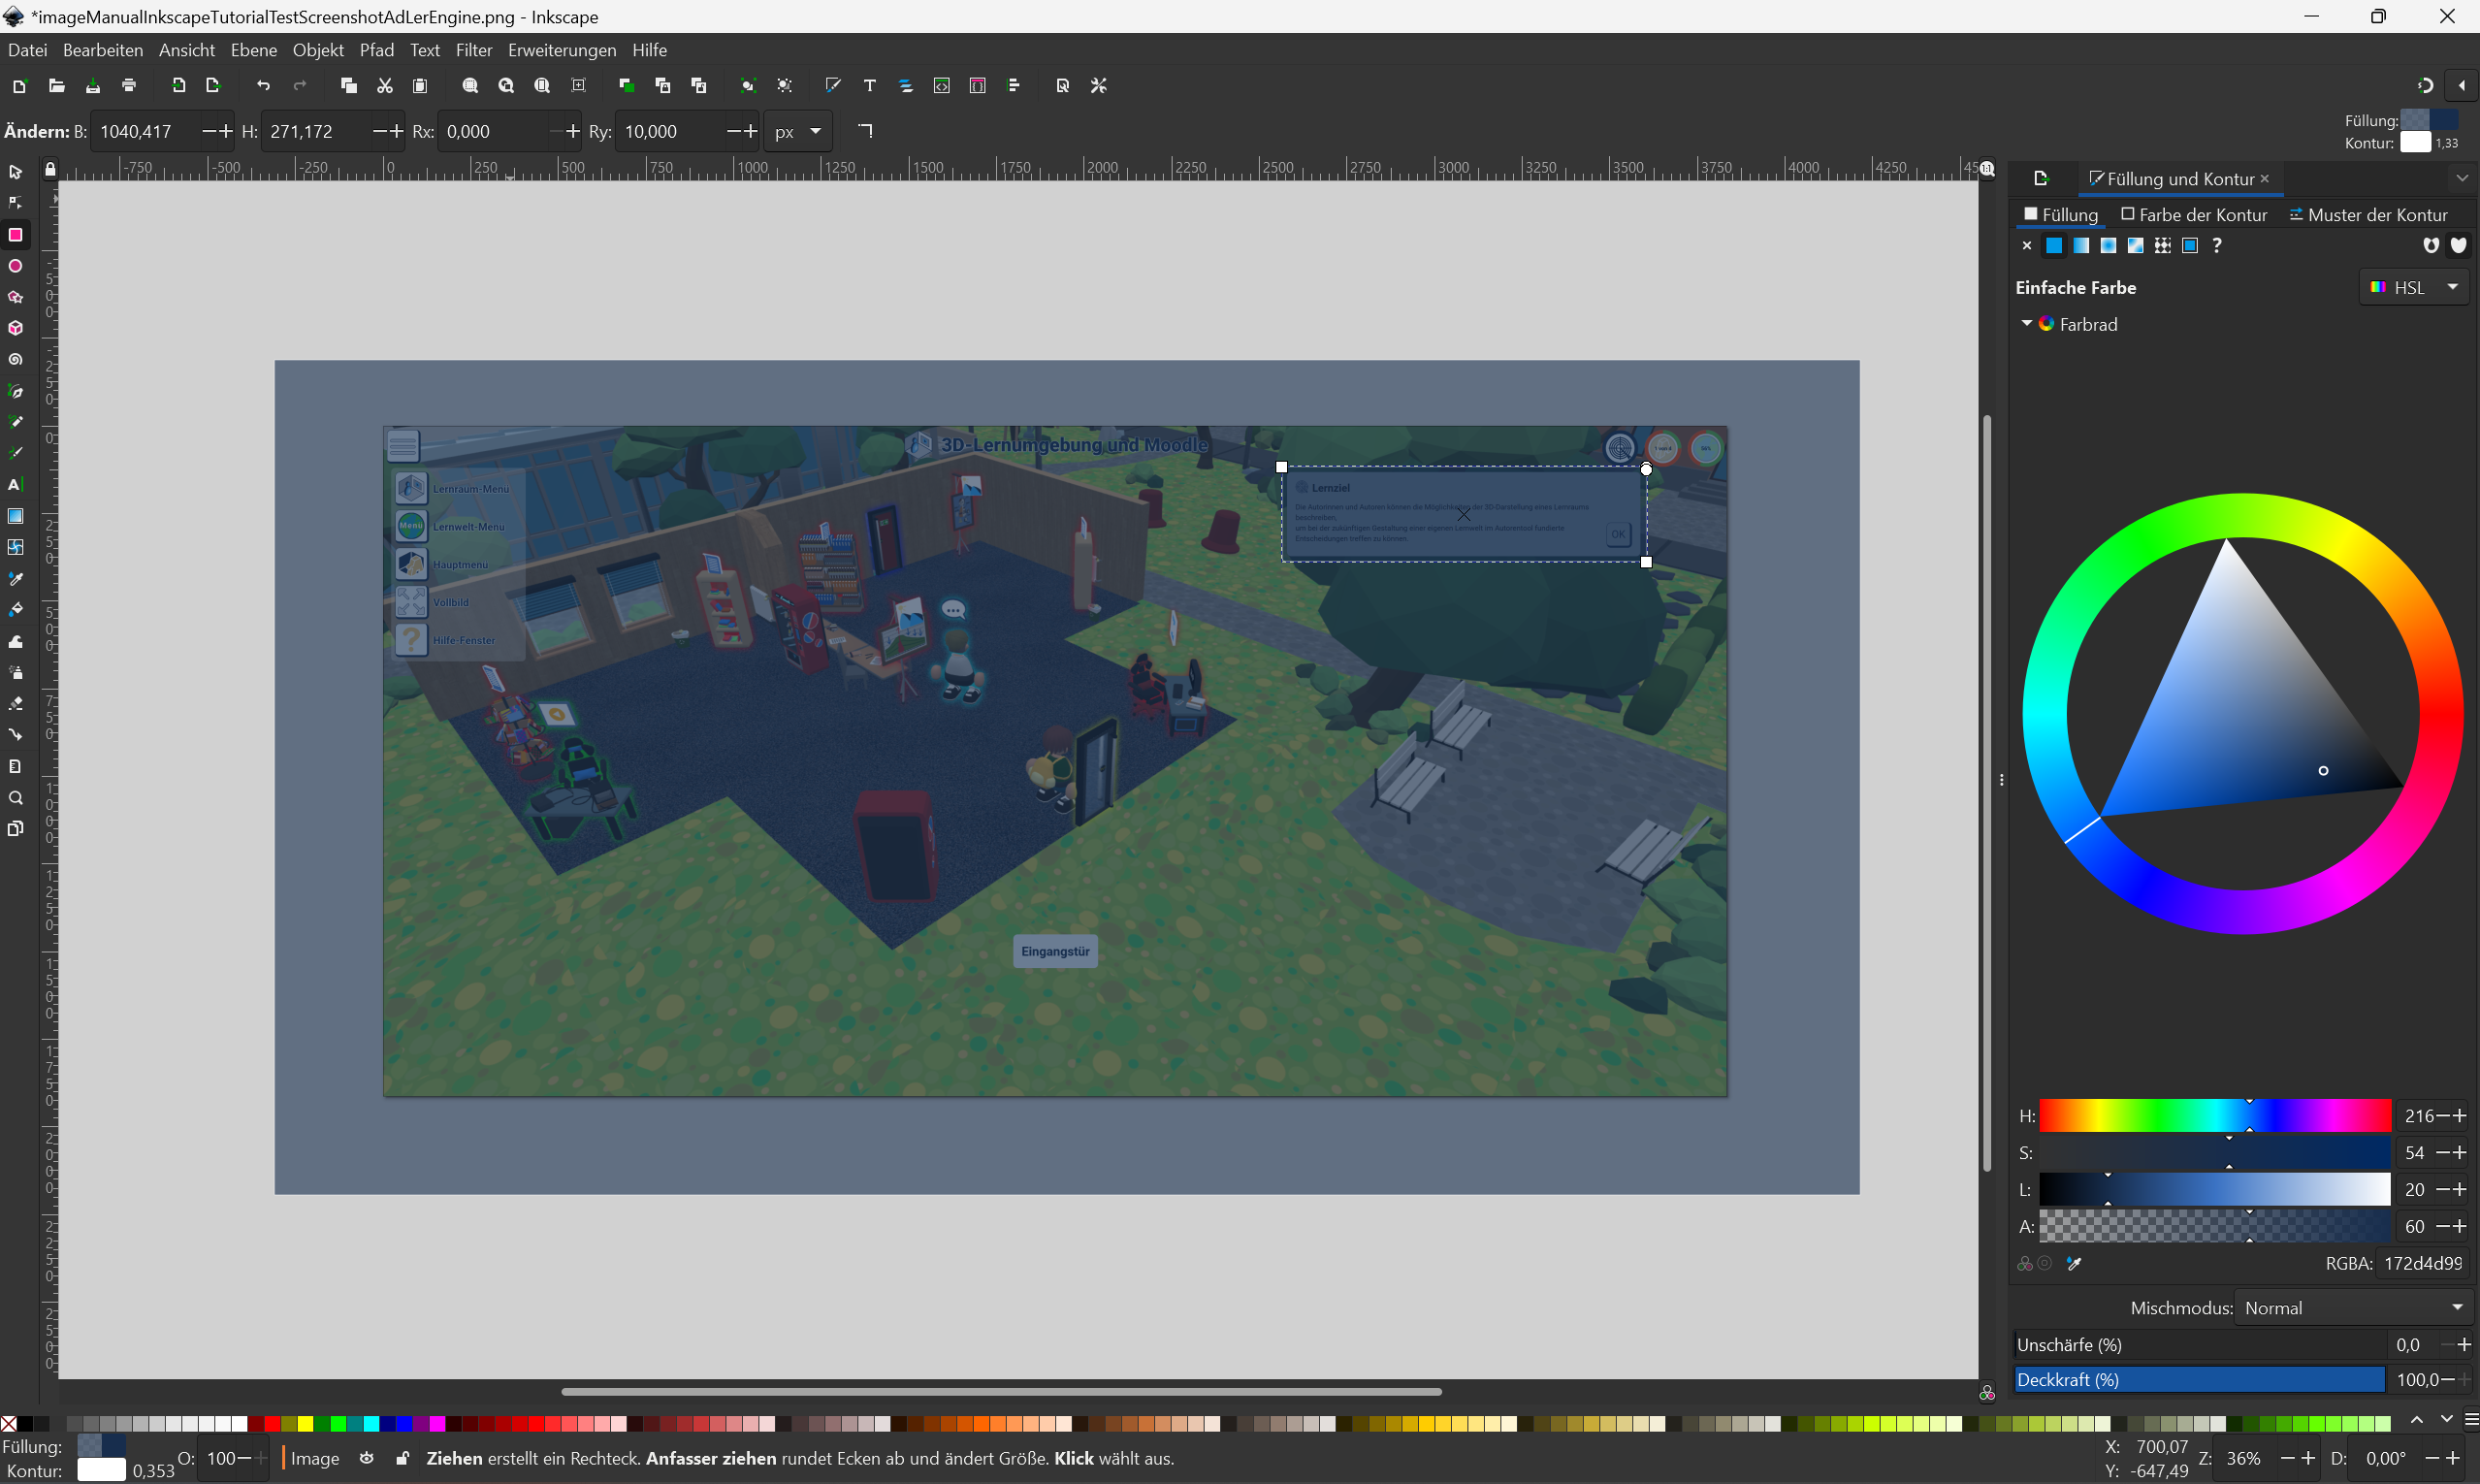 *imageManualInkscapeTutorialTestScreenshotAdLerEngine.png - Inkscape
Datei Bearbeiten Ansicht Ebene Objekt Pfad Text Filter Erweiterungen Hilfe
Ändern: B: 1040,417 H: 271,172 Rx: 0,000 Ry: 10,000 px
Füllung:
Kontur: 1,33
-750 -500 -250 0 250 500 750 1000 1250 1500 1750 2000 2250 2500 2750 3000 3250 3500 3750 4000 4250
Füllung und Kontur
Füllung Farbe der Kontur Muster der Kontur
Einfache Farbe HSL
Farbrad
3D-Lernumgebung und Moodle
Lernraum-Menu
Lernwelt-Menu
Menü
Hauptmenu
Vollbild
Hilfe-Fenster
Lernziel
Die Autorinnen und Autoren können die der 3D-Darstellung eines Lernraums
beschreiben,
um bei der zukünftigen Gestaltung einer eigenen Lernwelt im Autorentool fundierte
Entscheidungen treffen zu können.
OK
Eingangstür
H: 216
S: 54
L: 20
A: 60
RGBA: 172d4d99
Mischmodus: Normal
Unschärfe (%) 0,0
Deckkraft (%) 100,0
Füllung:
Kontur: 0,353
O: 100
Image
Ziehen erstellt ein Rechteck. Anfasser ziehen rundet Ecken ab und ändert Größe. Klick wählt aus.
X: 700,07
Y: -647,49
Z: 36%
D: 0,00°